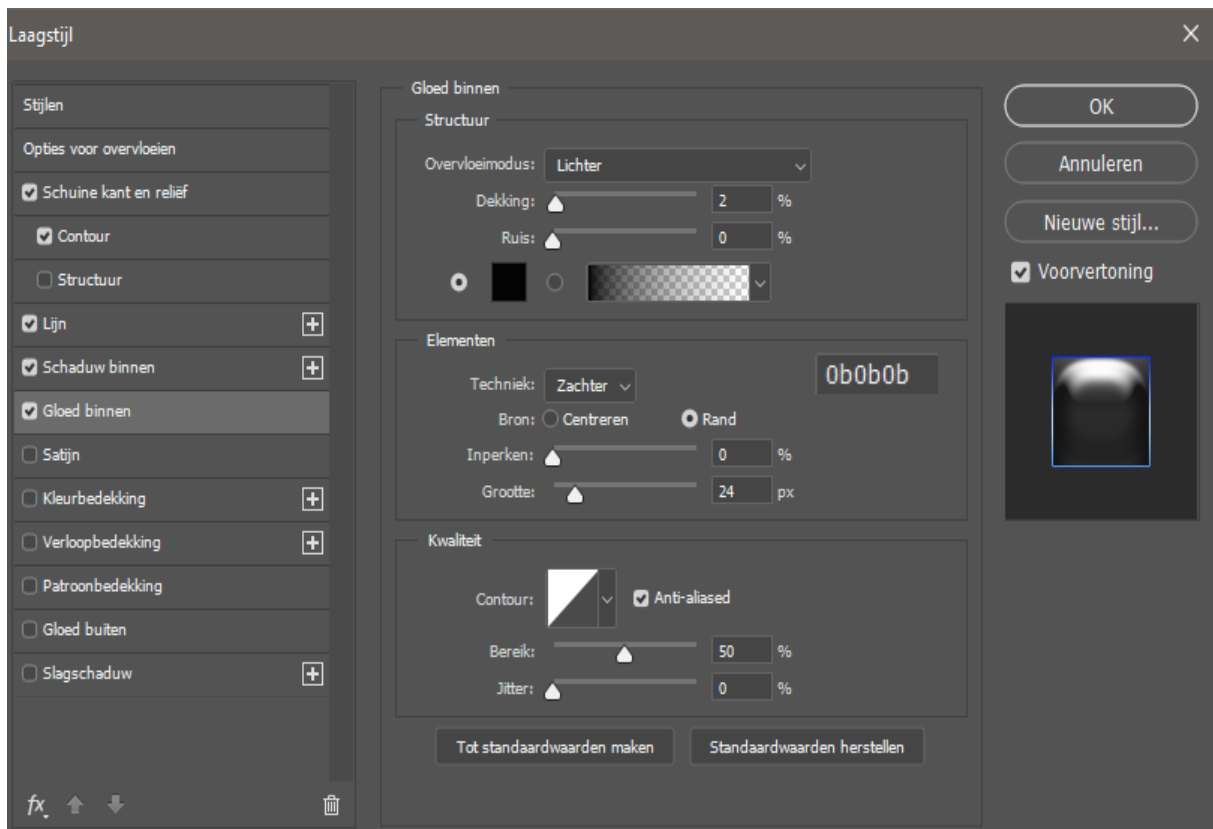 Laagstijl
Stijlen
Opties voor overvloeien
Schuine kant en reliëf
Contour
Structuur
Lijn
Schaduw binnen
Gloed binnen
Satijn
Kleurbedekking
Verloopbedekking
Patroonbedekking
Gloed buiten
Slagschaduw
fx
Gloed binnen
Structuur
Overvloeimodus: Lichter
Dekking: 2 %
Ruis: 0 %
Elementen
Techniek: Zachter
0b0b0b
Bron: Centreren Rand
Inperken: 0 %
Grootte: 24 px
Kwaliteit
Contour: Anti-aliased
Bereik: 50 %
Jitter: 0 %
Tot standaardwaarden maken Standaardwaarden herstellen
OK
Annuleren
Nieuwe stijl...
Voorvertoning